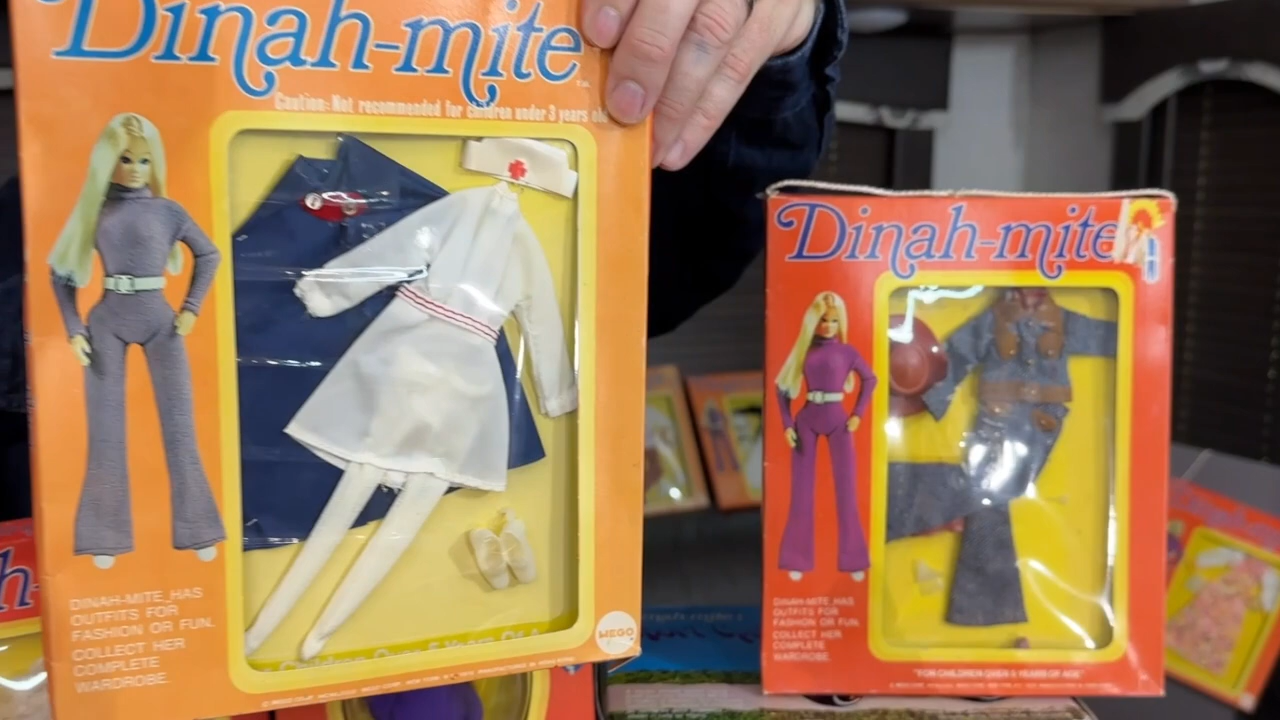 Dinah-mite
Caution: Not recommended for children under 3 years old
DINAH-MITE HAS
OUTFITS FOR
FASHION OR FUN.
COLLECT HER
COMPLETE
WARDROBE.
MEGO
Dinah-mite
DINAH-MITE HAS
OUTFITS FOR
FASHION OR FUN.
COLLECT HER
COMPLETE
WARDROBE.
"FOR CHILDREN OVER 5 YEARS OF AGE"
h-